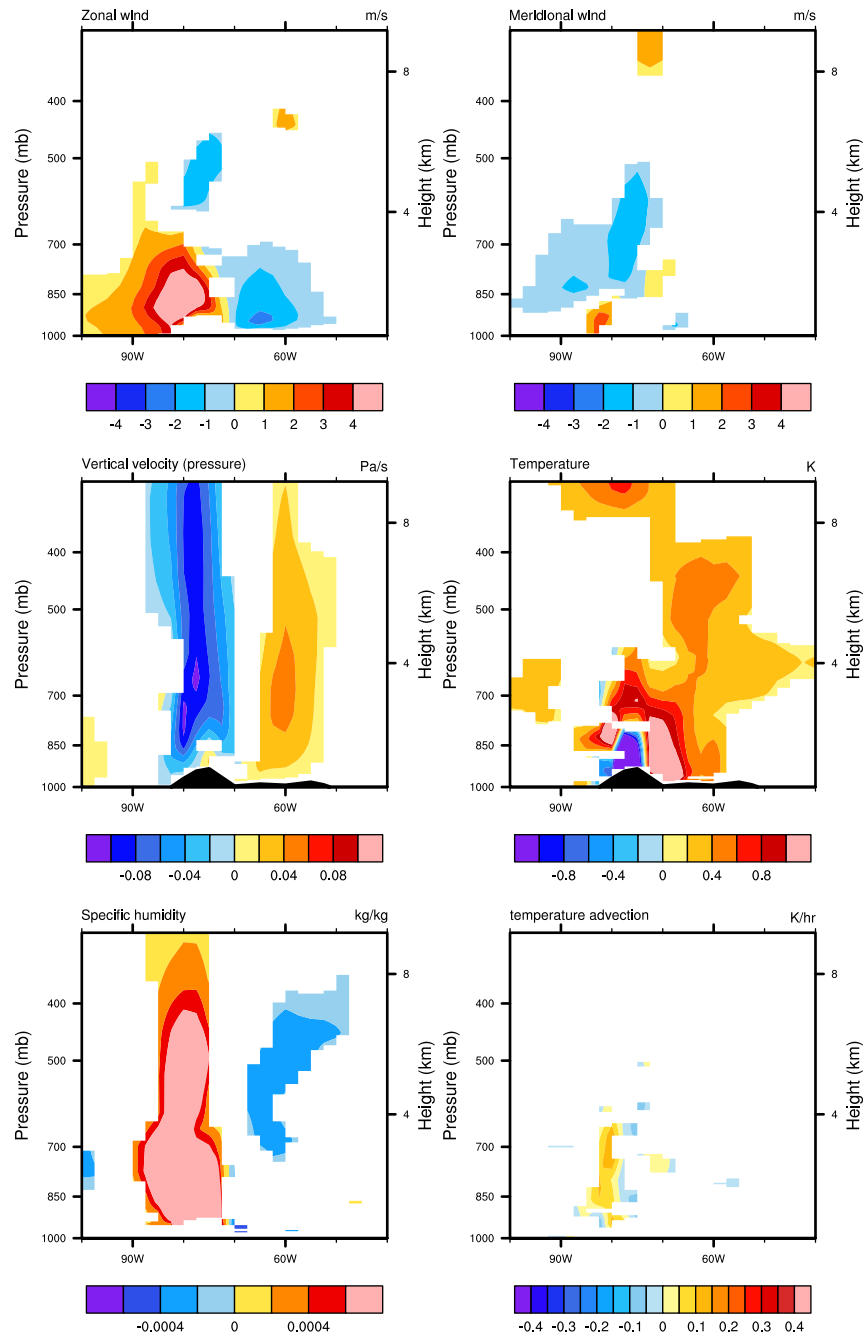 Zonal wind m/s
Pressure (mb)
400
500
700
850
1000
8
4
Height (km)
90W 60W
-4 -3 -2 -1 0 1 2 3 4
Meridional wind m/s
Pressure (mb)
400
500
700
850
1000
8
4
Height (km)
90W 60W
-4 -3 -2 -1 0 1 2 3 4
Vertical velocity (pressure) Pa/s
Pressure (mb)
400
500
700
850
1000
8
4
Height (km)
90W 60W
-0.08 -0.04 0 0.04 0.08
Temperature K
Pressure (mb)
400
500
700
850
1000
8
4
Height (km)
90W 60W
-0.8 -0.4 0 0.4 0.8
Specific humidity kg/kg
Pressure (mb)
400
500
700
850
1000
8
4
Height (km)
90W 60W
-0.0004 0 0.0004
temperature advection K/hr
Pressure (mb)
400
500
700
850
1000
8
4
Height (km)
90W 60W
-0.4 -0.3 -0.2 -0.1 0 0.1 0.2 0.3 0.4